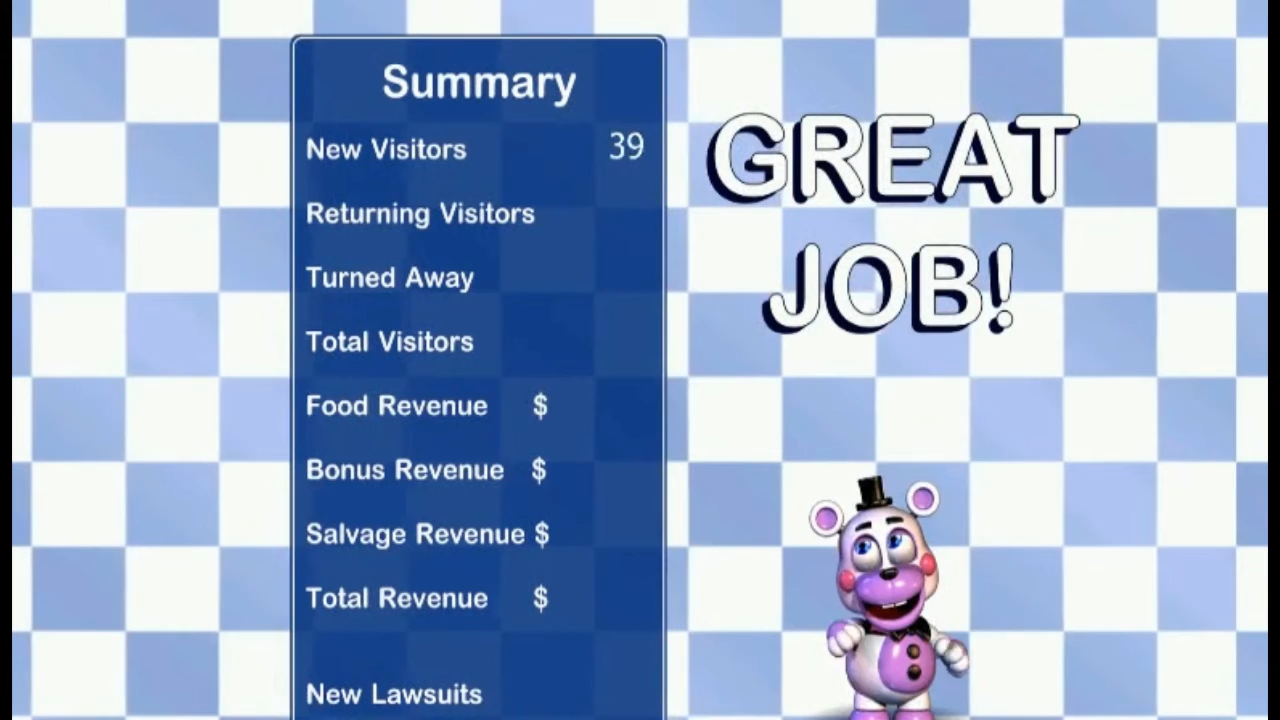 Summary
New Visitors 39
Returning Visitors
Turned Away
Total Visitors
Food Revenue $
Bonus Revenue $
Salvage Revenue $
Total Revenue $
New Lawsuits
GREAT
JOB!